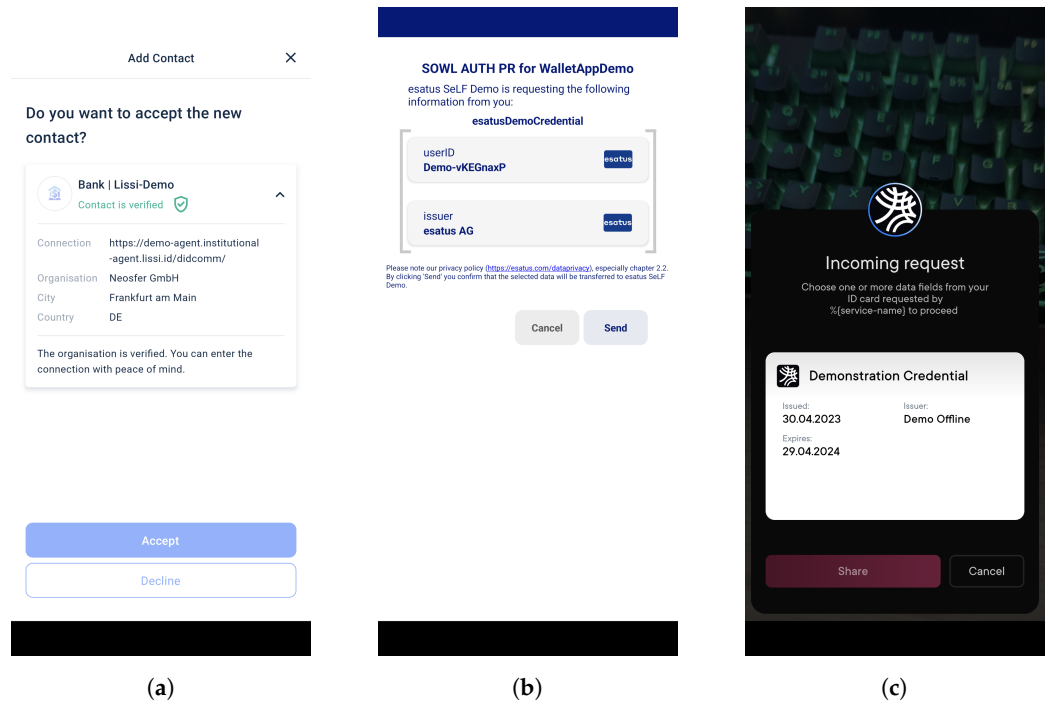 Add Contact
Do you want to accept the new
contact?
Bank | Lissi-Demo
Contact is verified
Connection https://demo-agent.institutional
-agent.lissi.id/didcomm/
Organisation Neosfer GmbH
City Frankfurt am Main
Country DE
The organisation is verified. You can enter the
connection with peace of mind.
Accept
Decline
(a)
SOWL AUTH PR for WalletAppDemo
esatus SeLF Demo is requesting the following
information from you:
esatusDemoCredential
userID
Demo-vKEGnaxP
esatus
issuer
esatus AG
esatus
Please note our privacy policy (https://esatus.com/dataprivacy), especially chapter 2.2.
By clicking 'Send' you confirm that the selected data will be transferred to esatus SeLF
Demo.
Cancel Send
(b)
Incoming request
Choose one or more data fields from your
ID card requested by
%{service-name} to proceed
Demonstration Credential
Issued: Issuer:
30.04.2023 Demo Offline
Expires:
29.04.2024
Share Cancel
(c)